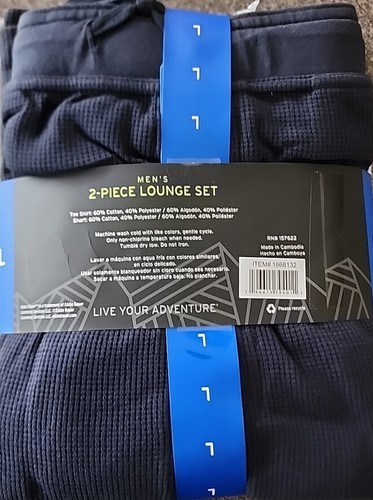 L
L
L
MEN'S
2-PIECE LOUNGE SET
Tee Shirt: 60% Cotton, 40% Polyester / 60% Algodón, 40% Poliéster
Short: 60% Cotton, 40% Polyester / 60% Algodón, 40% Poliéster
Machine wash cold with like colors, gentle cycle.
Only non-chlorine bleach when needed.
Tumble dry low. Do not iron.
RN# 157622
Made in Cambodia
Hecho en Camboya
Lavar a máquina con agua fría con colores similares,
en ciclo delicado.
Usar solamente blanqueador sin cloro cuando sea necesario.
Secar a máquina a temperatura baja. No planchar.
ITEM# 1668132
LIVE YOUR ADVENTURE
Please recycle
L
L
L
L
L